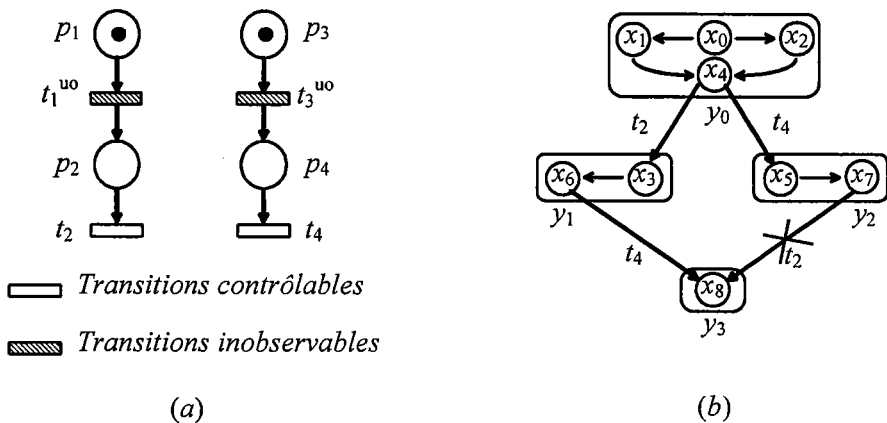 p₁ p₃
t₁ᵘᵒ t₃ᵘᵒ
p₂ p₄
t₂ t₄
Transitions contrôlables
Transitions inobservables
(a)
x₁ x₀ x₂
x₄
y₀
t₂ t₄
x₆ x₃ x₅ x₇
y₁ y₂
t₄ t₂
x₈
y₃
(b)